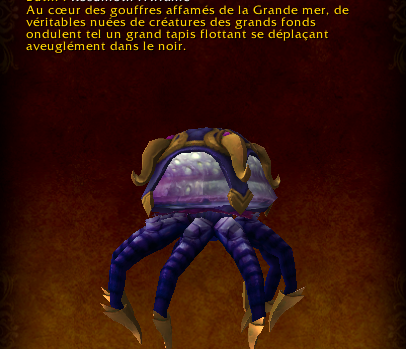 Au cœur des gouffres affamés de la Grande mer, de
véritables nuées de créatures des grands fonds
ondulent tel un grand tapis flottant se déplaçant
aveuglément dans le noir.